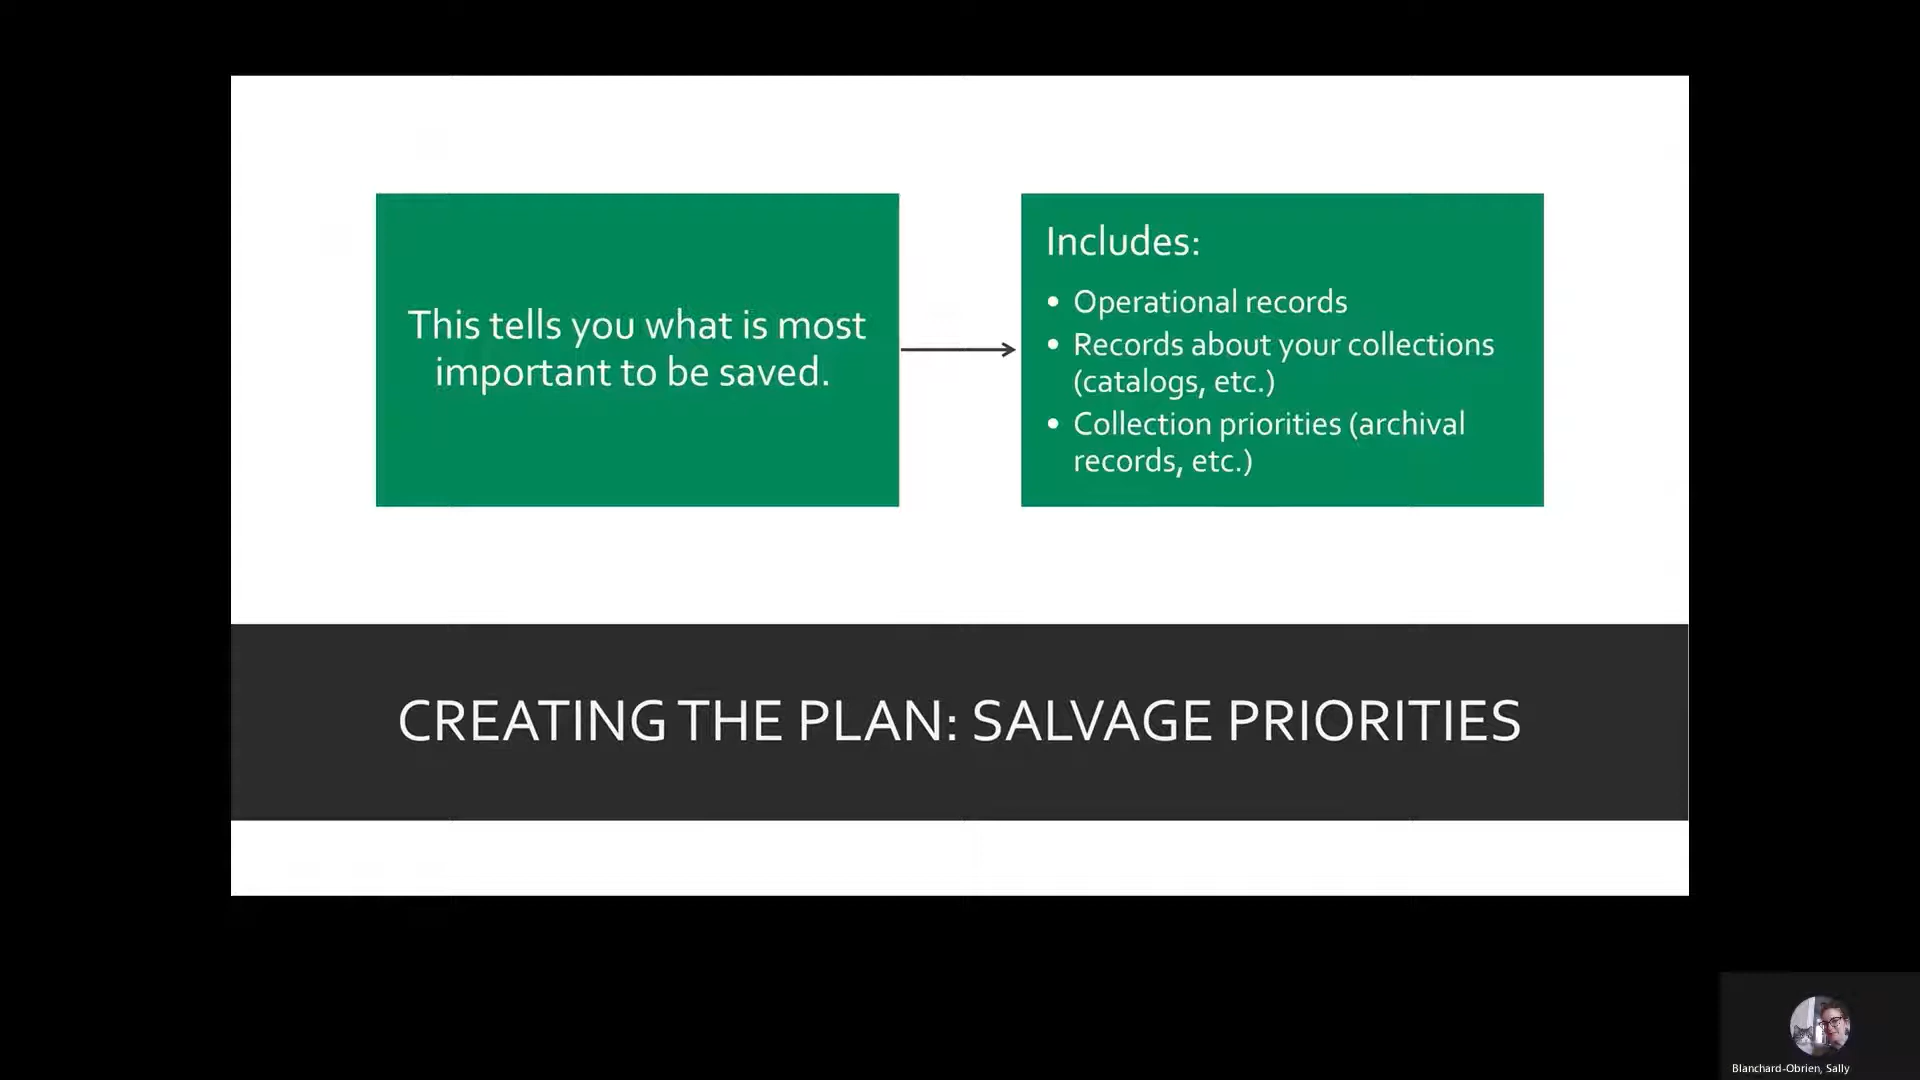 This tells you what is most
important to be saved.
Includes:
• Operational records
• Records about your collections
(catalogs, etc.)
• Collection priorities (archival
records, etc.)
CREATING THE PLAN: SALVAGE PRIORITIES
Blanchard-Obrien, Sally